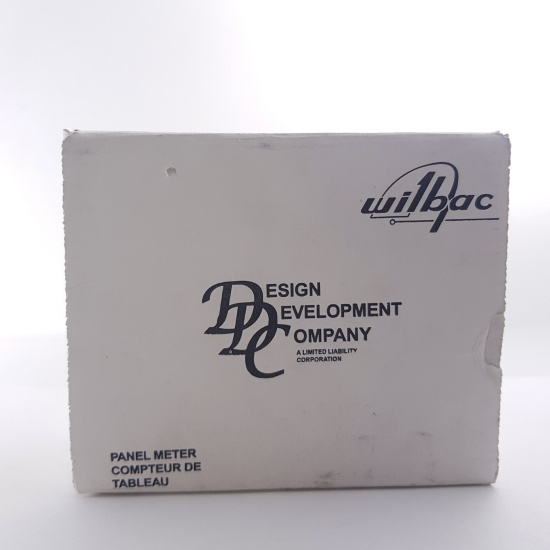 wilbac
DESIGN
DEVELOPMENT
COMPANY
A LIMITED LIABILITY
CORPORATION
PANEL METER
COMPTEUR DE
TABLEAU